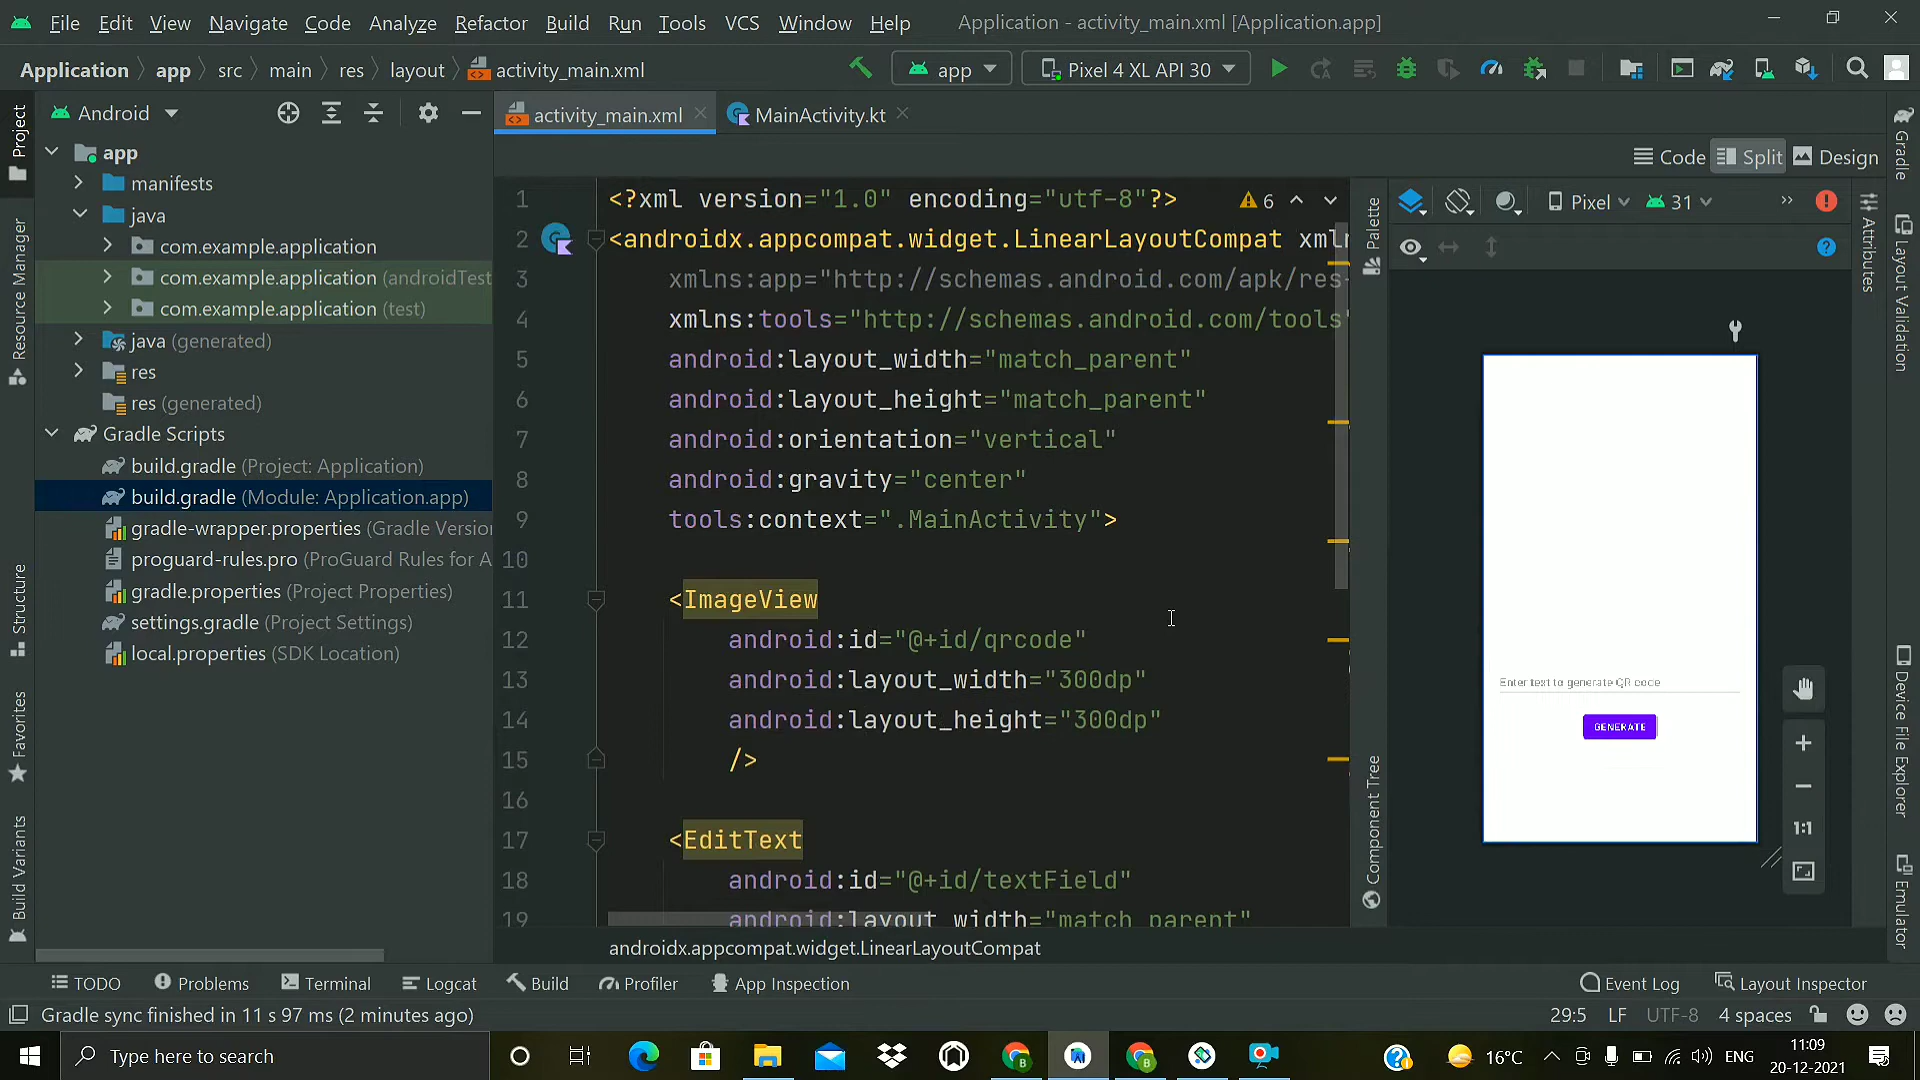 File Edit View Navigate Code Analyze Refactor Build Run Tools VCS Window Help Application - activity_main.xml [Application.app]
Application app src main res layout activity_main.xml app Pixel 4 XL API 30
Project
Android
activity_main.xml MainActivity.kt
Code Split Design
app
manifests
java
com.example.application
com.example.application (androidTest
com.example.application (test)
java (generated)
res
res (generated)
Gradle Scripts
build.gradle (Project: Application)
build.gradle (Module: Application.app)
gradle-wrapper.properties (Gradle Version
proguard-rules.pro (ProGuard Rules for A
gradle.properties (Project Properties)
settings.gradle (Project Settings)
local.properties (SDK Location)
Resource Manager
Structure
Favorites
Build Variants
1 <?xml version="1.0" encoding="utf-8"?> 6
2 <androidx.appcompat.widget.LinearLayoutCompat xmln
3 xmlns:app="http://schemas.android.com/apk/res-
4 xmlns:tools="http://schemas.android.com/tools"
5 android:layout_width="match_parent"
6 android:layout_height="match_parent"
7 android:orientation="vertical"
8 android:gravity="center"
9 tools:context=".MainActivity">
10
11 <ImageView
12 android:id="@+id/qrcode"
13 android:layout_width="300dp"
14 android:layout_height="300dp"
15 />
16
17 <EditText
18 android:id="@+id/textField"
19 android:layout_width="match_parent"
androidx.appcompat.widget.LinearLayoutCompat
Palette
Component Tree
Pixel 31
Enter text to generate QR code
GENERATE
1:1
Attributes
Gradle
Layout Validation
Device File Explorer
Emulator
TODO Problems Terminal Logcat Build Profiler App Inspection Event Log Layout Inspector
Gradle sync finished in 11 s 97 ms (2 minutes ago) 29:5 LF UTF-8 4 spaces
Type here to search 16°C ENG 11:09
20-12-2021